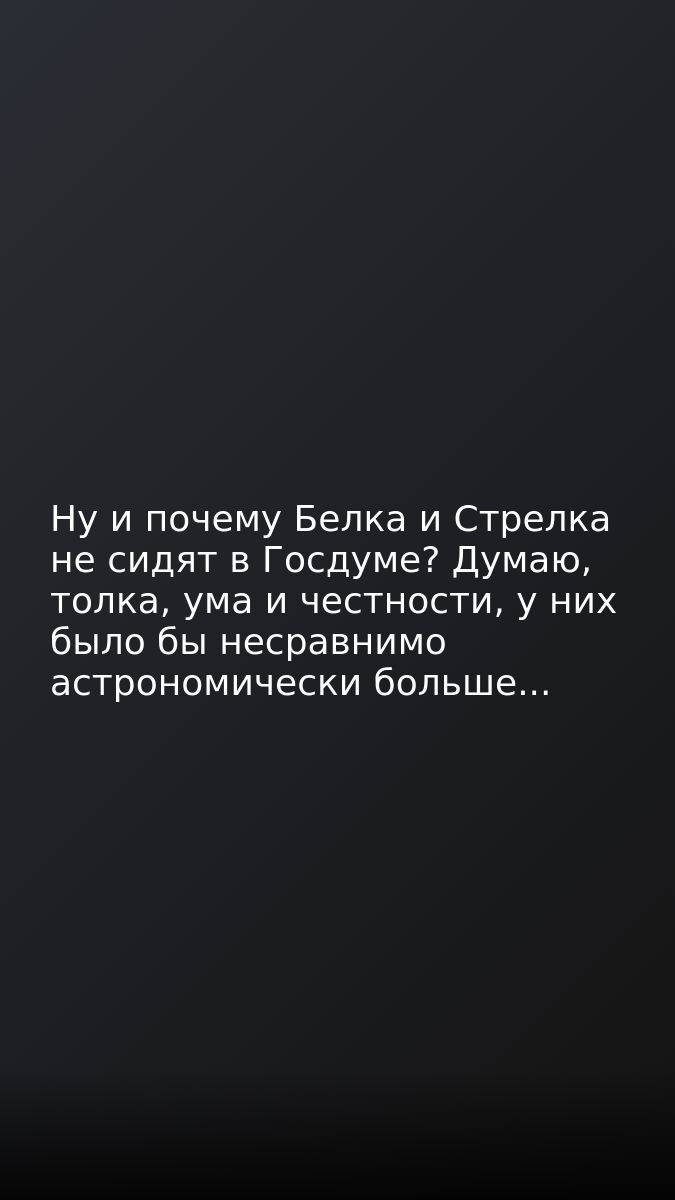 Ну и почему Белка и Стрелка
не сидят в Госдуме? Думаю,
толка, ума и честности, у них
было бы несравнимо
астрономически больше...